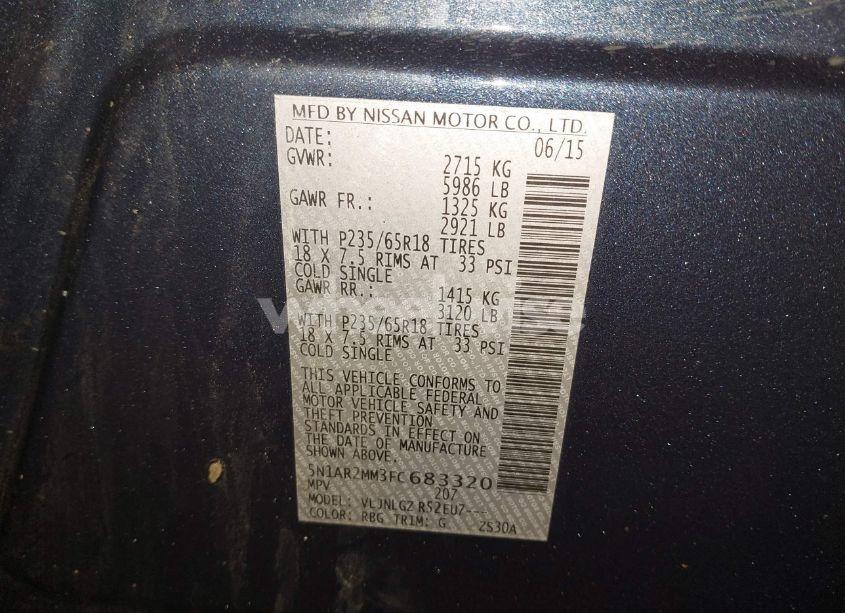 MFD BY NISSAN MOTOR CO., LTD.
DATE: 06/15
GVWR: 2715 KG
5986 LB
GAWR FR.: 1325 KG
2921 LB
WITH P235/65R18 TIRES
18 X 7.5 RIMS AT 33 PSI
COLD SINGLE
GAWR RR.: 1415 KG
3120 LB
WITH P235/65R18 TIRES
18 X 7.5 RIMS AT 33 PSI
COLD SINGLE
THIS VEHICLE CONFORMS TO
ALL APPLICABLE FEDERAL
MOTOR VEHICLE SAFETY AND
THEFT PREVENTION
STANDARDS IN EFFECT ON
THE DATE OF MANUFACTURE
SHOWN ABOVE.
5N1AR2MM3FC683320
MPV 207
MODEL: VLJNLGZ R52EUZ---
COLOR: RBG TRIM: G 2S30A